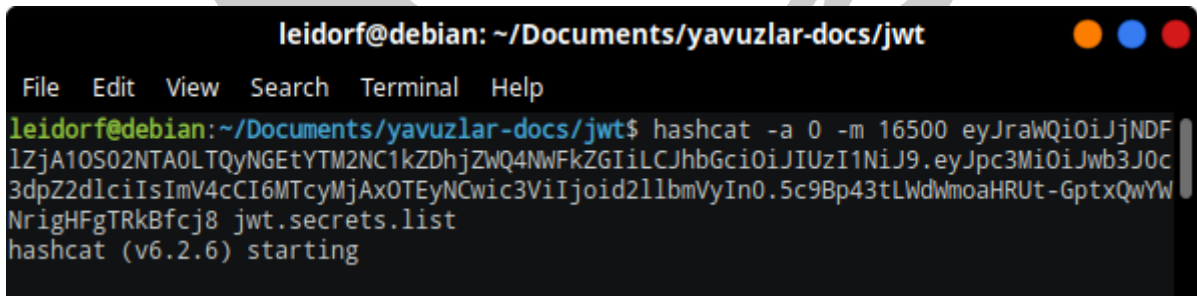 leidorf@debian: ~/Documents/yavuzlar-docs/jwt
File Edit View Search Terminal Help
leidorf@debian:~/Documents/yavuzlar-docs/jwt$ hashcat -a 0 -m 16500 eyJraWQiOiJjNDF
lZjA1OS02NTA0LTQyNGEtYTM2NC1kZDhjZWQ4NWFkZGIiLCJhbGciOiJIUzI1NiJ9.eyJpc3MiOiJwb3J0c
3dpZ2dlciIsImV4cCI6MTcyMjAxOTEyNCwic3ViIjoid2llbmVyIn0.5c9Bp43tLWdWmoaHRUt-GptxQwYW
NrigHFgTRkBfcj8 jwt.secrets.list
hashcat (v6.2.6) starting